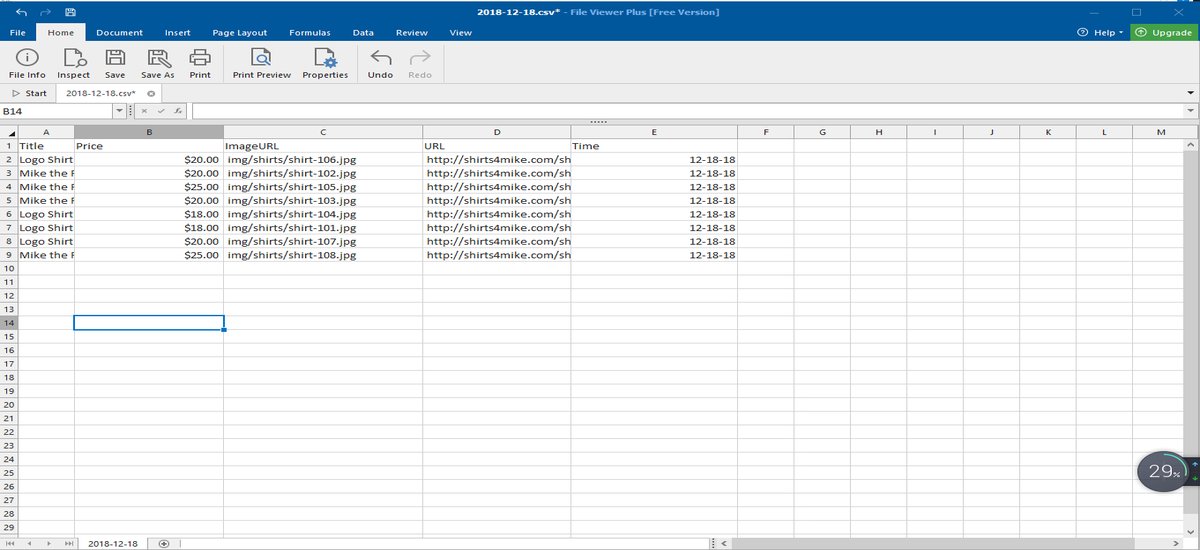 2018-12-18.csv* - File Viewer Plus [Free Version]
File Home Document Insert Page Layout Formulas Data Review View Help Upgrade
File Info Inspect Save Save As Print Print Preview Properties Undo Redo
Start 2018-12-18.csv*
B14 fx
A B C D E F G H I J K L M
1 Title Price ImageURL URL Time
2 Logo Shirt $20.00 img/shirts/shirt-106.jpg http://shirts4mike.com/sh 12-18-18
3 Mike the F $20.00 img/shirts/shirt-102.jpg http://shirts4mike.com/sh 12-18-18
4 Mike the F $25.00 img/shirts/shirt-105.jpg http://shirts4mike.com/sh 12-18-18
5 Mike the F $20.00 img/shirts/shirt-103.jpg http://shirts4mike.com/sh 12-18-18
6 Logo Shirt $18.00 img/shirts/shirt-104.jpg http://shirts4mike.com/sh 12-18-18
7 Logo Shirt $18.00 img/shirts/shirt-101.jpg http://shirts4mike.com/sh 12-18-18
8 Logo Shirt $20.00 img/shirts/shirt-107.jpg http://shirts4mike.com/sh 12-18-18
9 Mike the F $25.00 img/shirts/shirt-108.jpg http://shirts4mike.com/sh 12-18-18
10
11
12
13
14
15
16
17
18
19
20
21
22
23
24
25
29%
26
27
28
29
2018-12-18